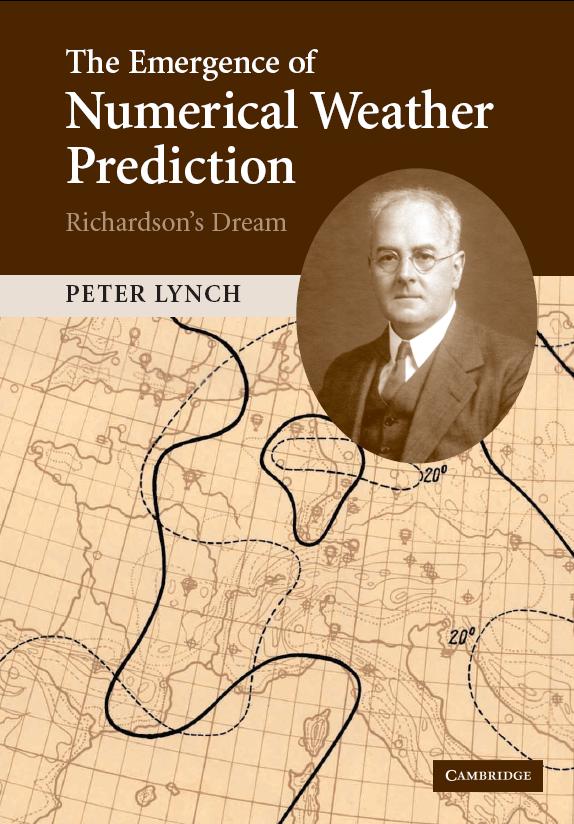 The Emergence of
Numerical Weather
Prediction
Richardson's Dream
PETER LYNCH
20°
20°
CAMBRIDGE